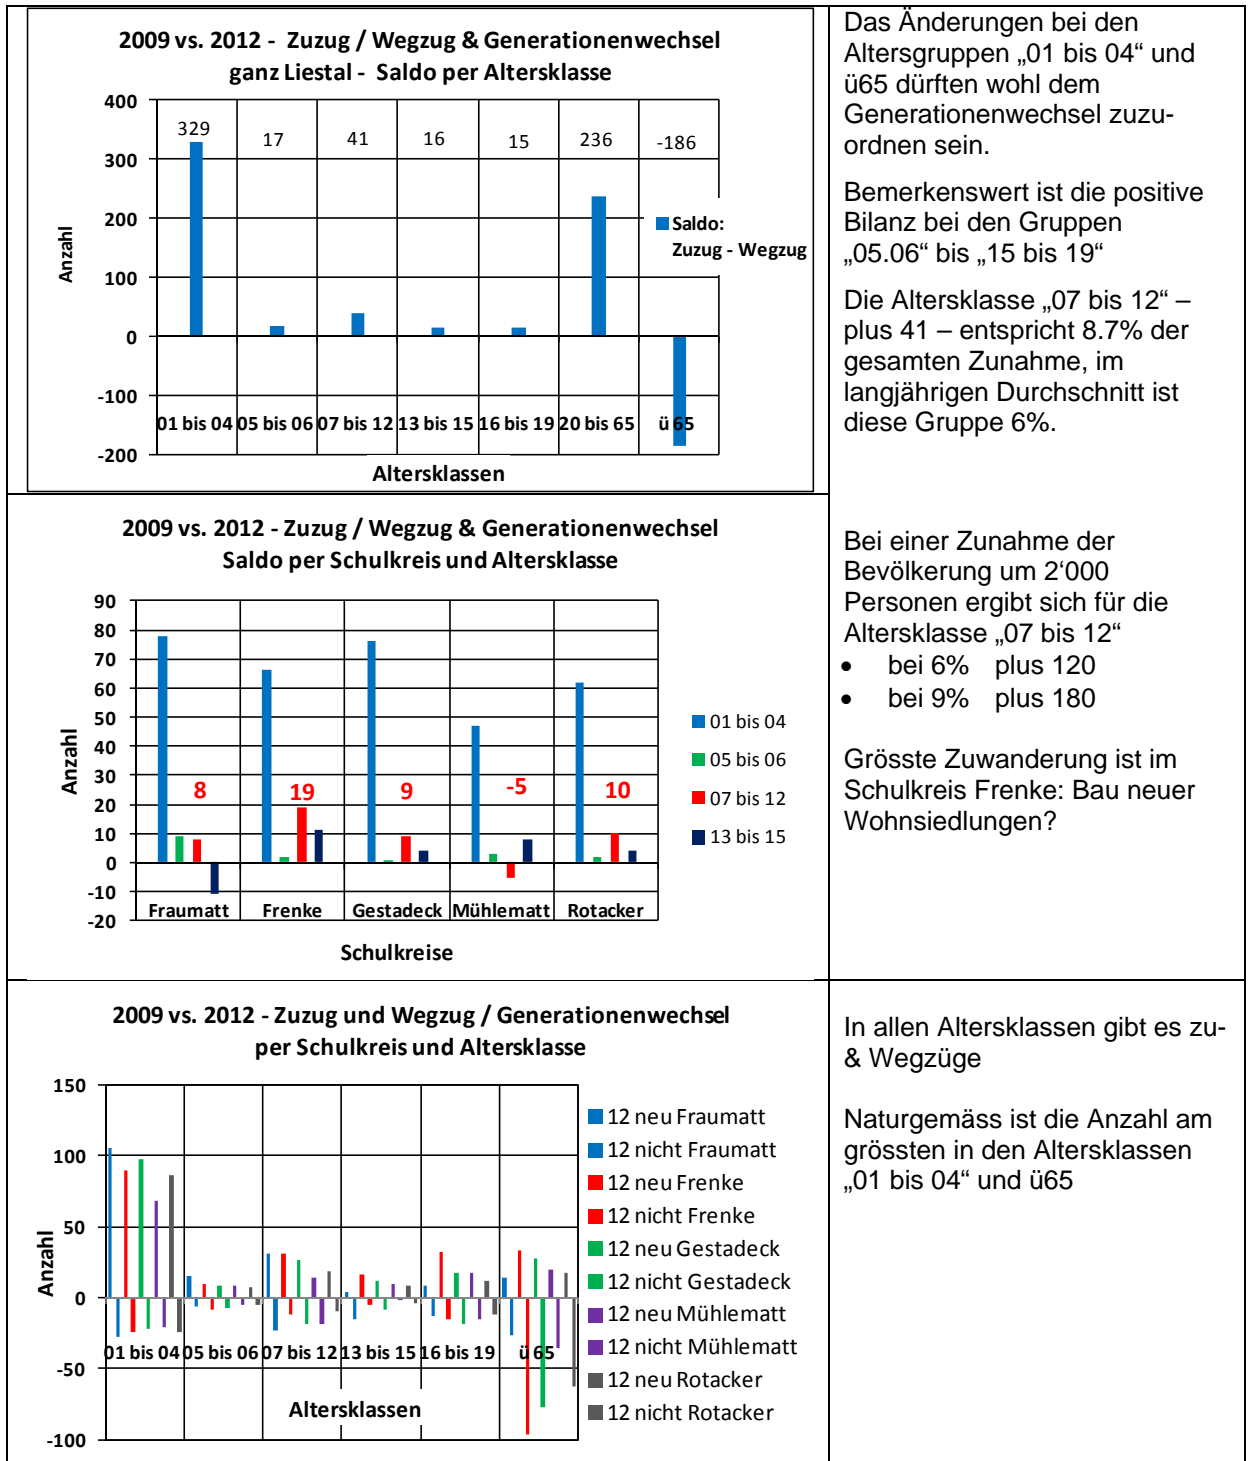 2009 vs. 2012 - Zuzug / Wegzug & Generationenwechsel
ganz Liestal - Saldo per Altersklasse
400
300
200
100
0
-100
-200
Anzahl
329
17
41
16
15
236
-186
Saldo:
Zuzug - Wegzug
01 bis 04
05 bis 06
07 bis 12
13 bis 15
16 bis 19
20 bis 65
ü 65
Altersklassen
Das Änderungen bei den
Altersgruppen „01 bis 04“ und
ü65 dürften wohl dem
Generationenwechsel zuzu-
ordnen sein.
Bemerkenswert ist die positive
Bilanz bei den Gruppen
„05.06“ bis „15 bis 19“
Die Altersklasse „07 bis 12“ –
plus 41 – entspricht 8.7% der
gesamten Zunahme, im
langjährigen Durchschnitt ist
diese Gruppe 6%.
2009 vs. 2012 - Zuzug / Wegzug & Generationenwechsel
Saldo per Schulkreis und Altersklasse
90
80
70
60
50
40
30
20
10
0
-10
-20
Anzahl
8
19
9
-5
10
01 bis 04
05 bis 06
07 bis 12
13 bis 15
Fraumatt
Frenke
Gestadeck
Mühlematt
Rotacker
Schulkreise
Bei einer Zunahme der
Bevölkerung um 2‘000
Personen ergibt sich für die
Altersklasse „07 bis 12“
• bei 6% plus 120
• bei 9% plus 180
Grösste Zuwanderung ist im
Schulkreis Frenke: Bau neuer
Wohnsiedlungen?
2009 vs. 2012 - Zuzug und Wegzug / Generationenwechsel
per Schulkreis und Altersklasse
150
100
50
0
-50
-100
Anzahl
01 bis 04
05 bis 06
07 bis 12
13 bis 15
16 bis 19
ü 65
Altersklassen
12 neu Fraumatt
12 nicht Fraumatt
12 neu Frenke
12 nicht Frenke
12 neu Gestadeck
12 nicht Gestadeck
12 neu Mühlematt
12 nicht Mühlematt
12 neu Rotacker
12 nicht Rotacker
In allen Altersklassen gibt es zu-
& Wegzüge
Naturgemäss ist die Anzahl am
grössten in den Altersklassen
„01 bis 04“ und ü65